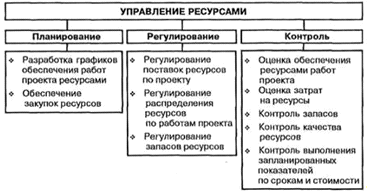 УПРАВЛЕНИЕ РЕСУРСАМИ
Планирование
Разработка графиков
обеспечения работ
проекта ресурсами
Обеспечение
закупок ресурсов
Регулирование
Регулирование
поставок ресурсов
по проекту
Регулирование
распределения
ресурсов
по работам проекта
Регулирование
запасов ресурсов
Контроль
Оценка обеспечения
ресурсами работ
проекта
Оценка затрат
на ресурсы
Контроль запасов
Контроль качества
ресурсов
Контроль выполнения
запланированных
показателей
по срокам и стоимости